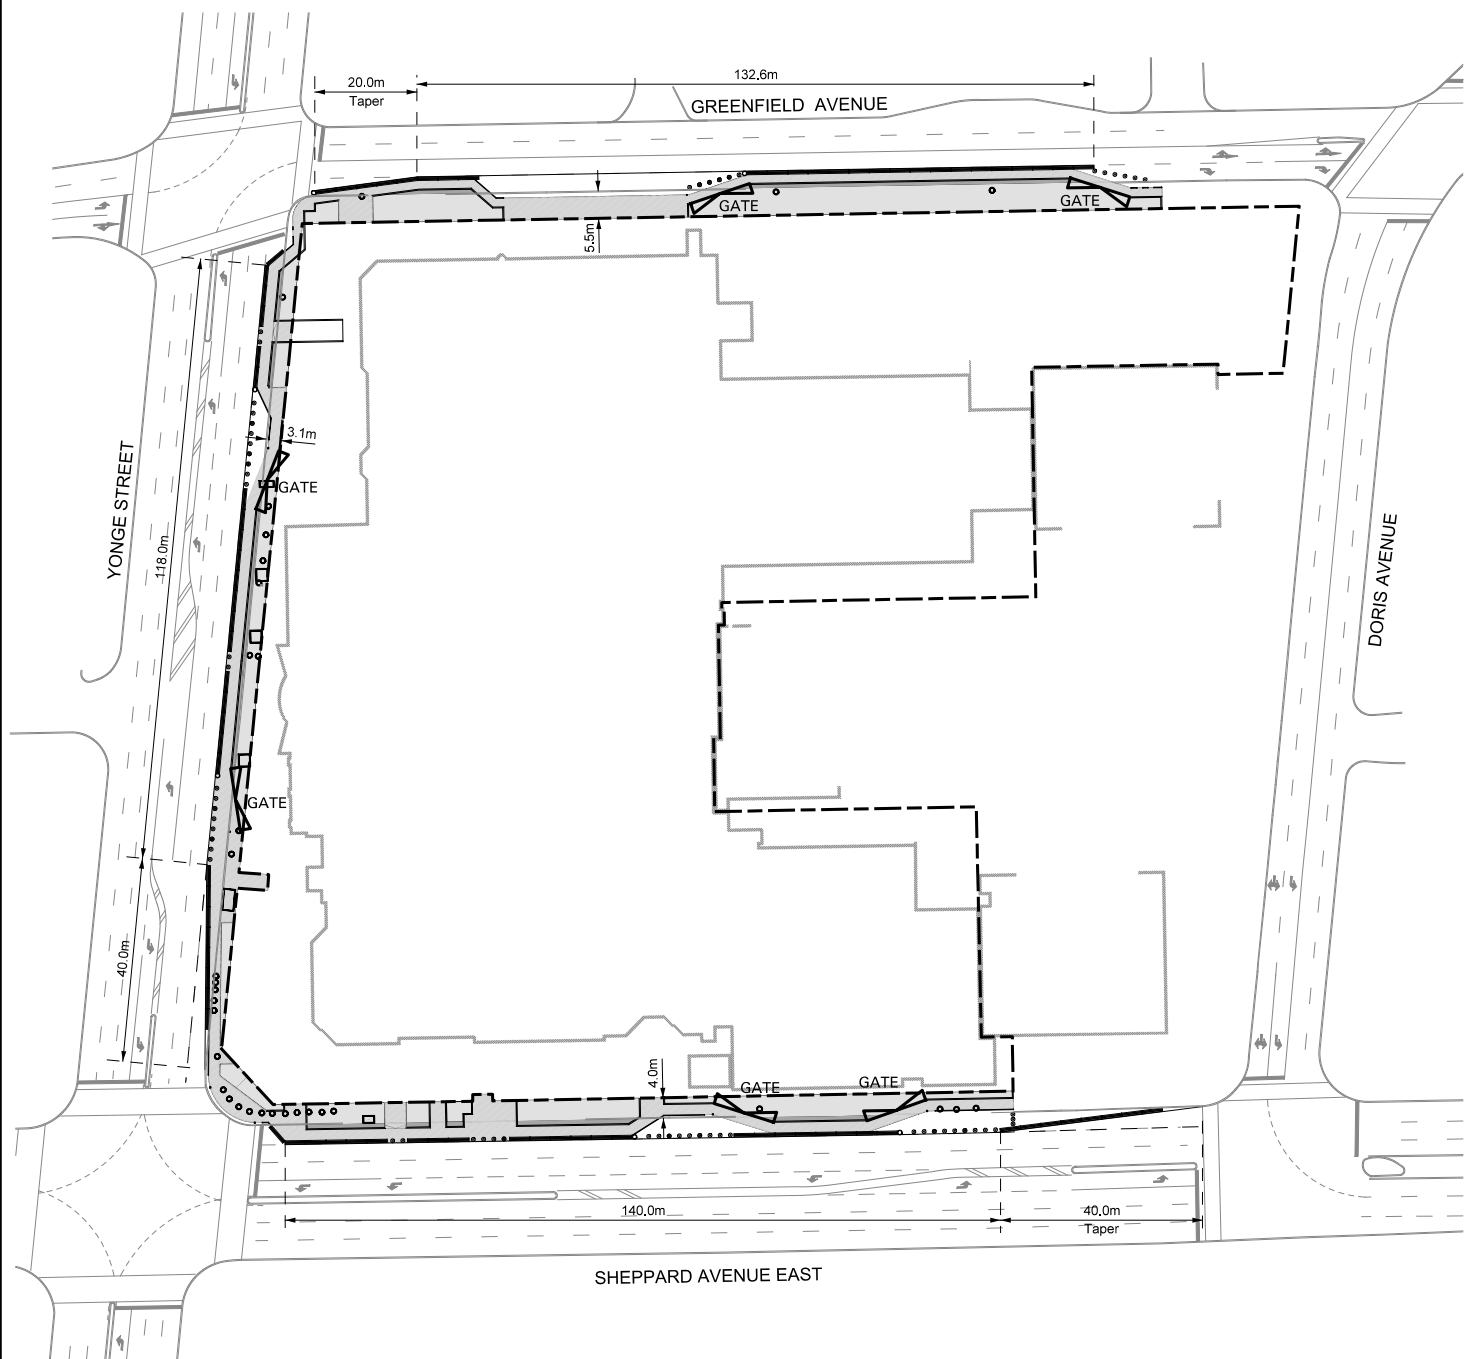 132.6m
20.0m
Taper
GREENFIELD AVENUE
GATE
GATE
5.5m
3.1m
GATE
YONGE STREET
118.0m
DORIS AVENUE
GATE
40.0m
4.0m
GATE
GATE
140.0m
40.0m
Taper
SHEPPARD AVENUE EAST